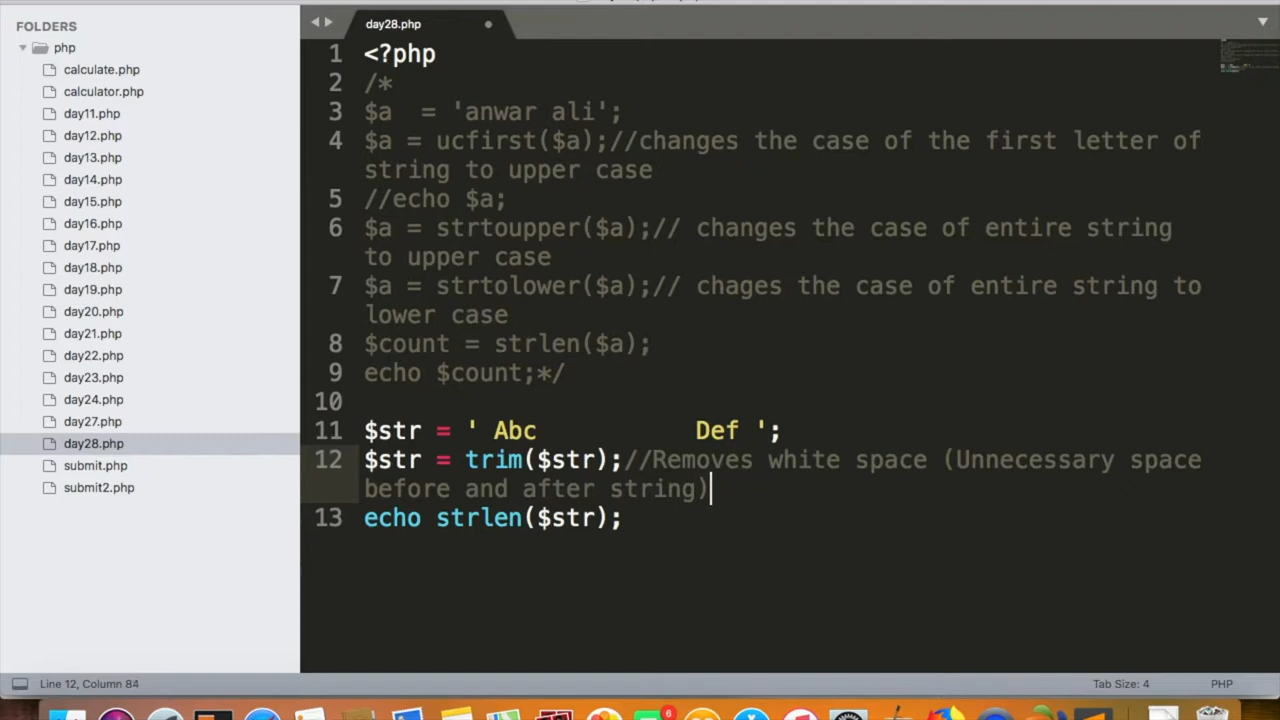 FOLDERS
php
calculate.php
calculator.php
day11.php
day12.php
day13.php
day14.php
day15.php
day16.php
day17.php
day18.php
day19.php
day20.php
day21.php
day22.php
day23.php
day24.php
day27.php
day28.php
submit.php
submit2.php
day28.php
1 <?php
2 /*
3 $a  = 'anwar ali';
4 $a = ucfirst($a);//changes the case of the first letter of
string to upper case
5 //echo $a;
6 $a = strtoupper($a);// changes the case of entire string
to upper case
7 $a = strtolower($a);// chages the case of entire string to
lower case
8 $count = strlen($a);
9 echo $count;*/
10
11 $str = ' Abc           Def ';
12 $str = trim($str);//Removes white space (Unnecessary space
before and after string)
13 echo strlen($str);
Line 12, Column 84
Tab Size: 4
PHP
6